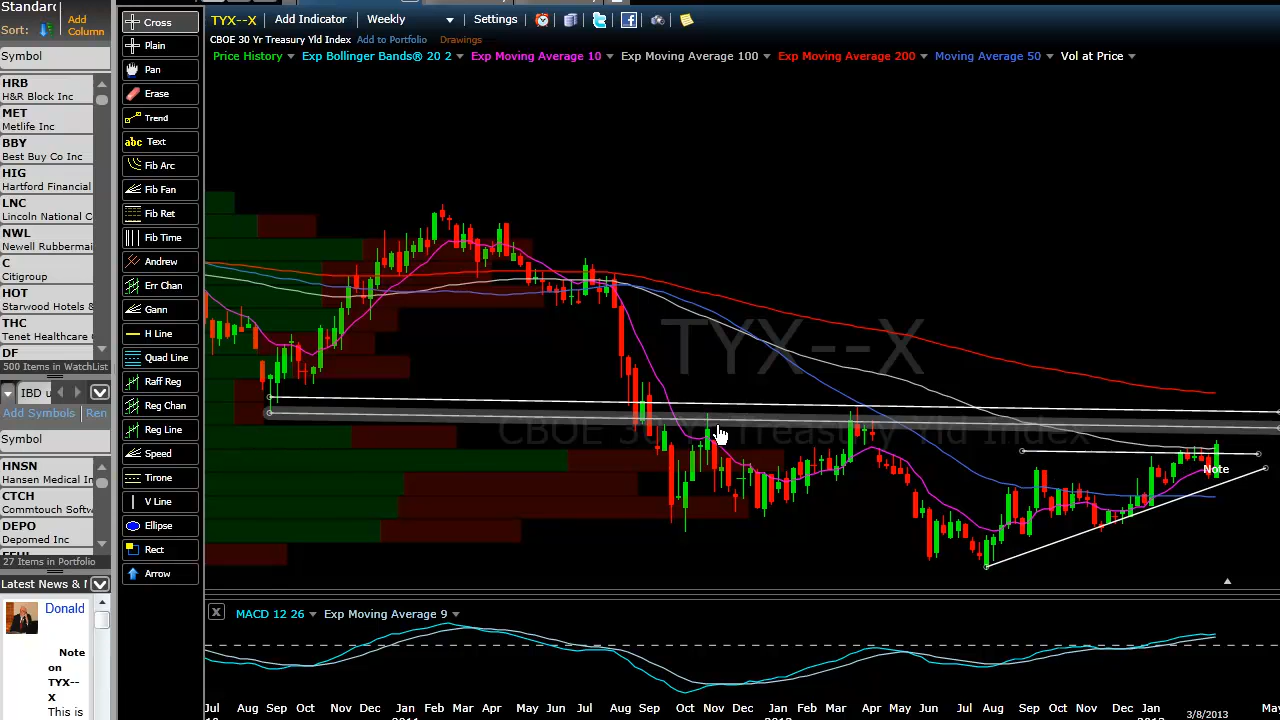 Standard
Add
Column
Sort:
Symbol
HRB
H&R Block Inc
MET
Metlife Inc
BBY
Best Buy Co Inc
HIG
Hartford Financial
LNC
Lincoln National C
NWL
Newell Rubbermai
C
Citigroup
HOT
Starwood Hotels &
THC
Tenet Healthcare
DF
500 Items in WatchList
IBD u
Add Symbols Ren
Symbol
HNSN
Hansen Medical In
CTCH
Commtouch Softw
DEPO
Depomed Inc
27 Items in Portfolio
Latest News & N
Donald
Note
on
TYX--
X
This is
Cross
Plain
Pan
Erase
Trend
abc Text
Fib Arc
Fib Fan
Fib Ret
Fib Time
Andrew
Err Chan
Gann
H Line
Quad Line
Raff Reg
Reg Chan
Reg Line
Speed
Tirone
V Line
Ellipse
Rect
Arrow
TYX--X Add Indicator Weekly Settings
CBOE 30 Yr Treasury Yld Index Add to Portfolio Drawings
Price History Exp Bollinger Bands® 20 2 Exp Moving Average 10 Exp Moving Average 100 Exp Moving Average 200 Moving Average 50 Vol at Price
TYX--X
CBOE 30 Yr Treasury Yld Index
Note
MACD 12 26 Exp Moving Average 9
Jul Aug Sep Oct Nov Dec Feb Mar Apr May Jun Jul Aug Sep Oct Nov Dec Feb Mar Apr May Jun Jul Aug Sep Oct Nov Dec Jan
3/8/2013